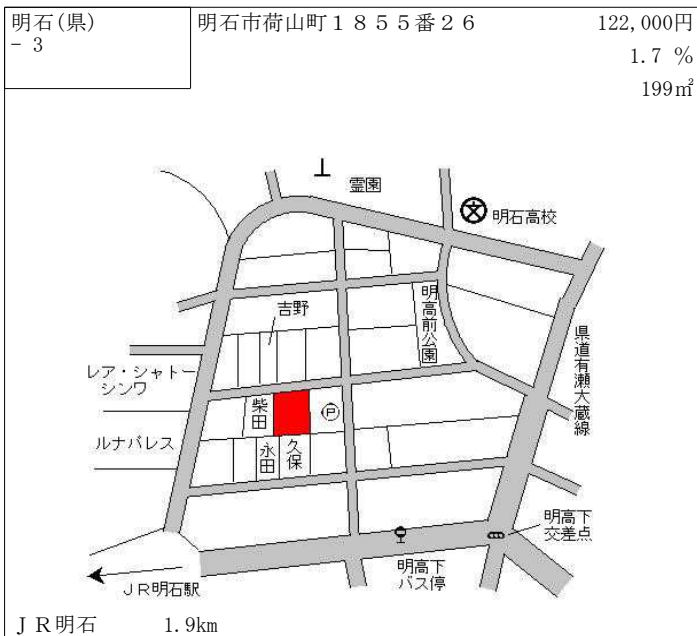 明石(県)
- 3
明石市荷山町１８５５番２６
122,000円
1.7 %
199㎡
霊園
明石高校
吉野
明高前公園
県道有瀬大蔵線
レア・シャトー
シンワ
柴田
P
ルナパレス
永田
久保
明高下
交差点
明高下
バス停
ＪＲ明石駅
ＪＲ明石 1.9km